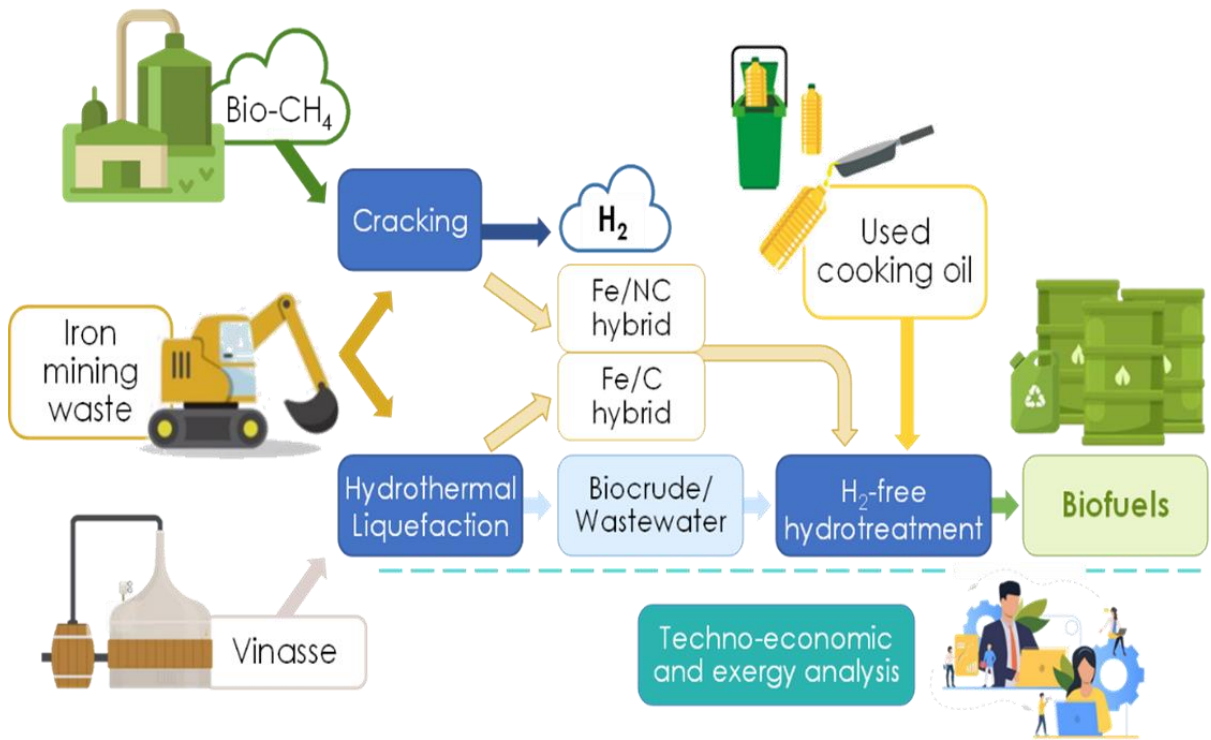 Bio-CH₄
Cracking
H₂
Used
cooking oil
Iron
mining
waste
Fe/NC
hybrid
Fe/C
hybrid
Hydrothermal
Liquefaction
Biocrude/
Wastewater
H₂-free
hydrotreatment
Biofuels
Vinasse
Techno-economic
and exergy analysis